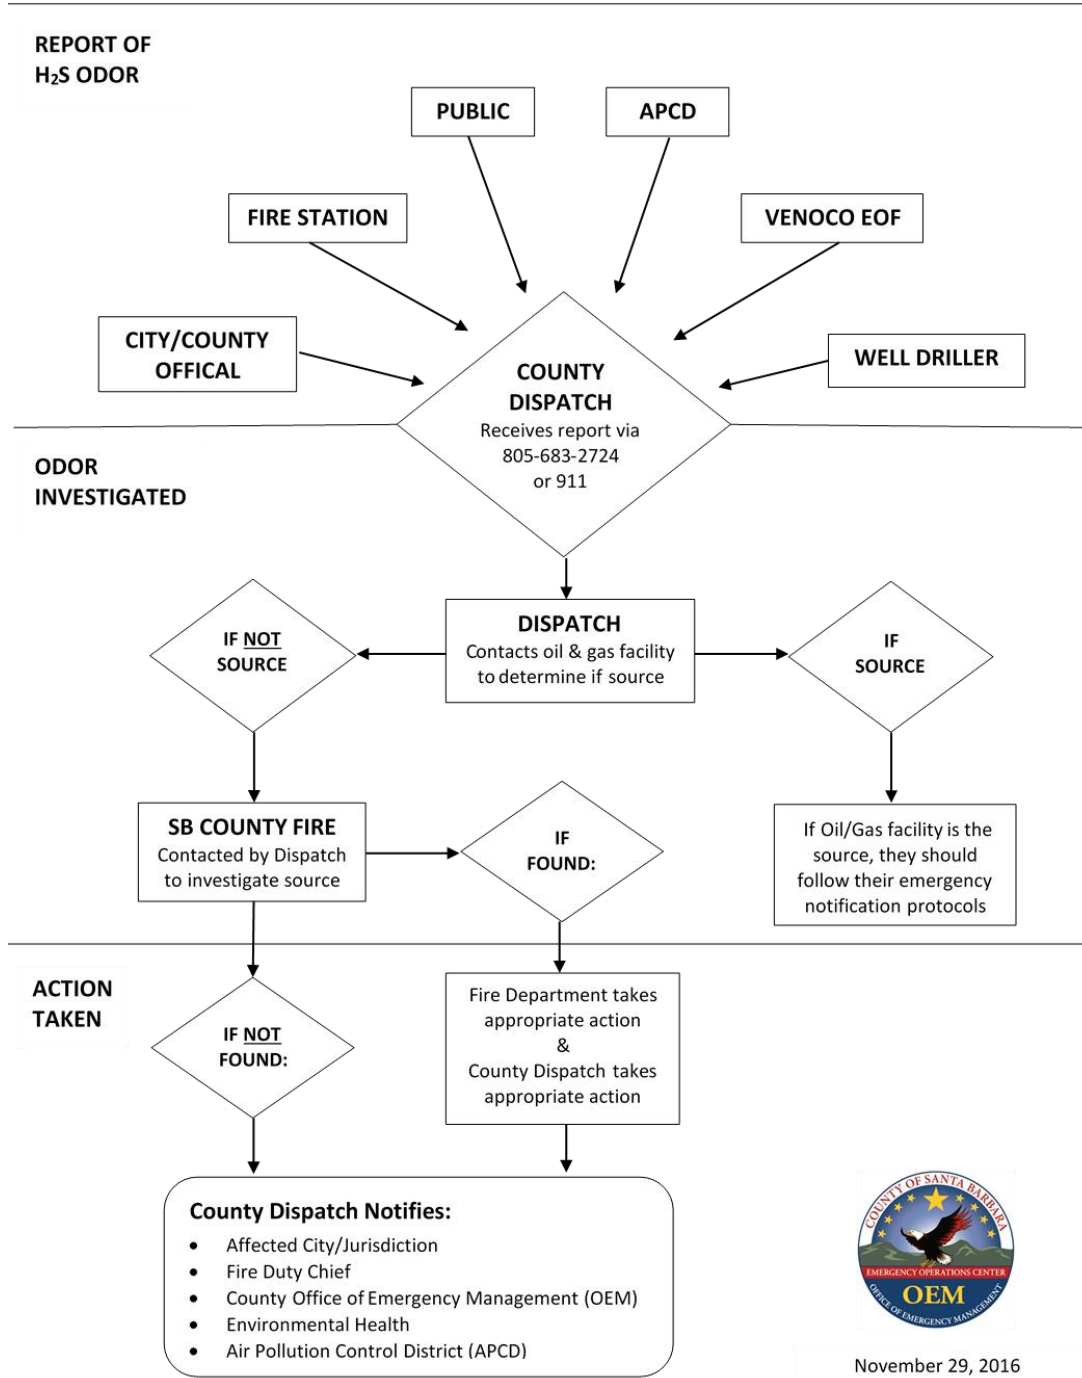 REPORT OF
H₂S ODOR
PUBLIC
APCD
FIRE STATION
VENOCO EOF
CITY/COUNTY
OFFICAL
WELL DRILLER
COUNTY
DISPATCH
Receives report via
805-683-2724
or 911
ODOR
INVESTIGATED
IF NOT
SOURCE
DISPATCH
Contacts oil & gas facility
to determine if source
IF
SOURCE
SB COUNTY FIRE
Contacted by Dispatch
to investigate source
IF
FOUND:
If Oil/Gas facility is the
source, they should
follow their emergency
notification protocols
ACTION
TAKEN
IF NOT
FOUND:
Fire Department takes
appropriate action
&
County Dispatch takes
appropriate action
County Dispatch Notifies:
• Affected City/Jurisdiction
• Fire Duty Chief
• County Office of Emergency Management (OEM)
• Environmental Health
• Air Pollution Control District (APCD)
COUNTY OF SANTA BARBARA
EMERGENCY OPERATIONS CENTER
OEM
OFFICE OF EMERGENCY MANAGEMENT
November 29, 2016